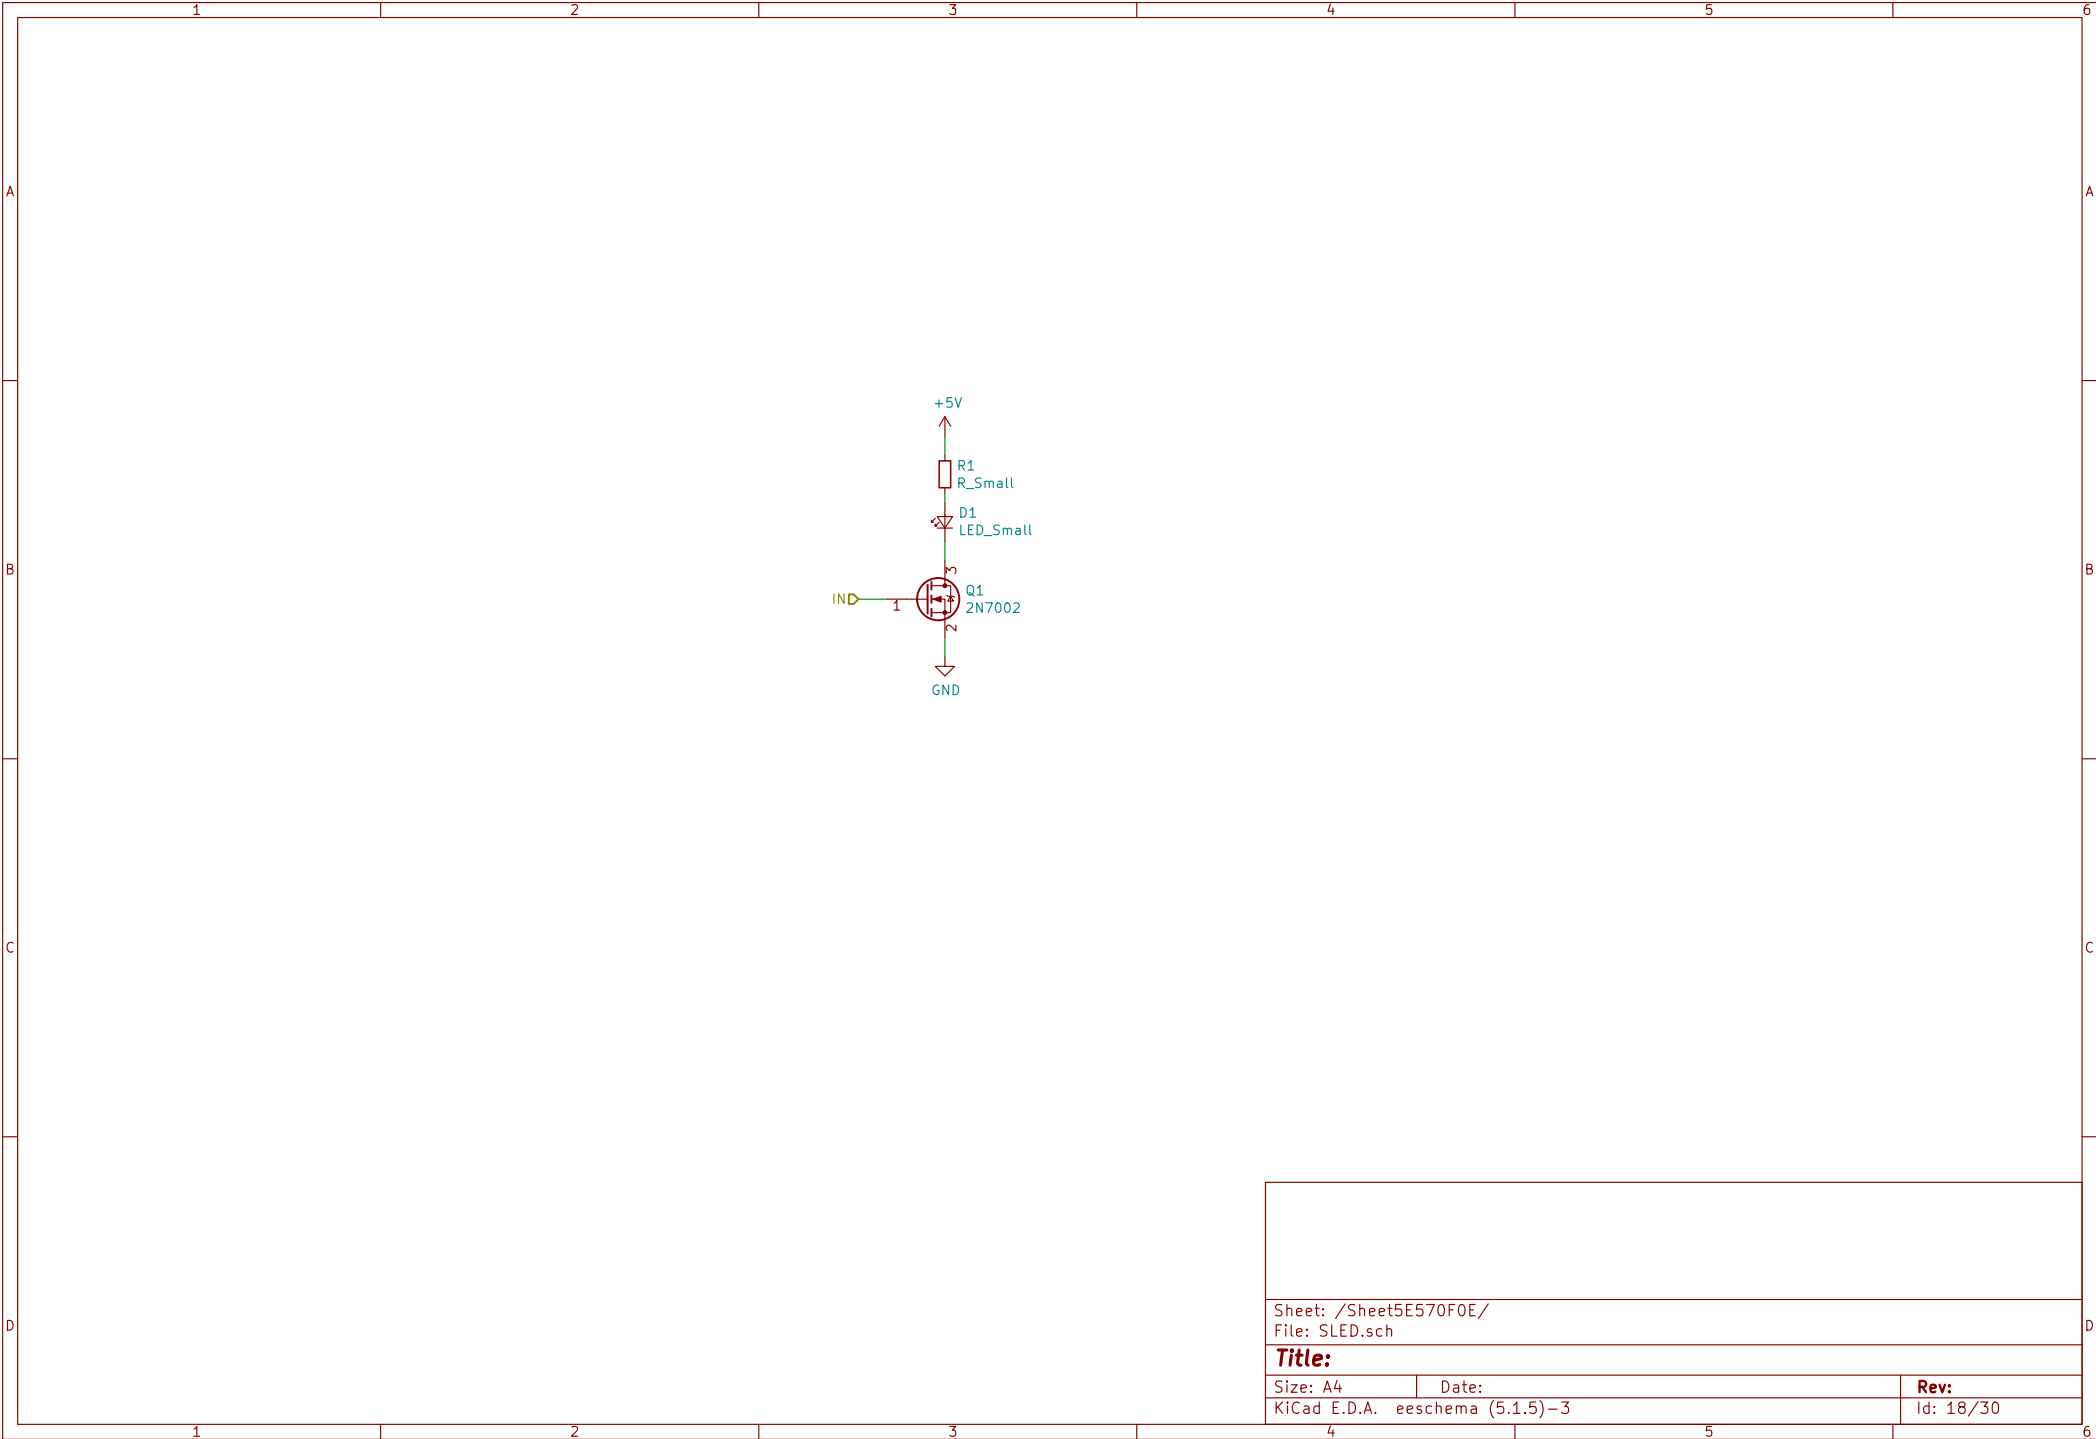 1 2 3 4 5 6
A A
+5V
R1
R_Small
D1
LED_Small
3
B B
Q1
IN 1
2N7002
2
GND
C C
Sheet: /Sheet5E570F0E/
File: SLED.sch
D D
Title:
Size: A4 Date: Rev:
KiCad E.D.A. eeschema (5.1.5)-3 Id: 18/30
1 2 3 4 5 6